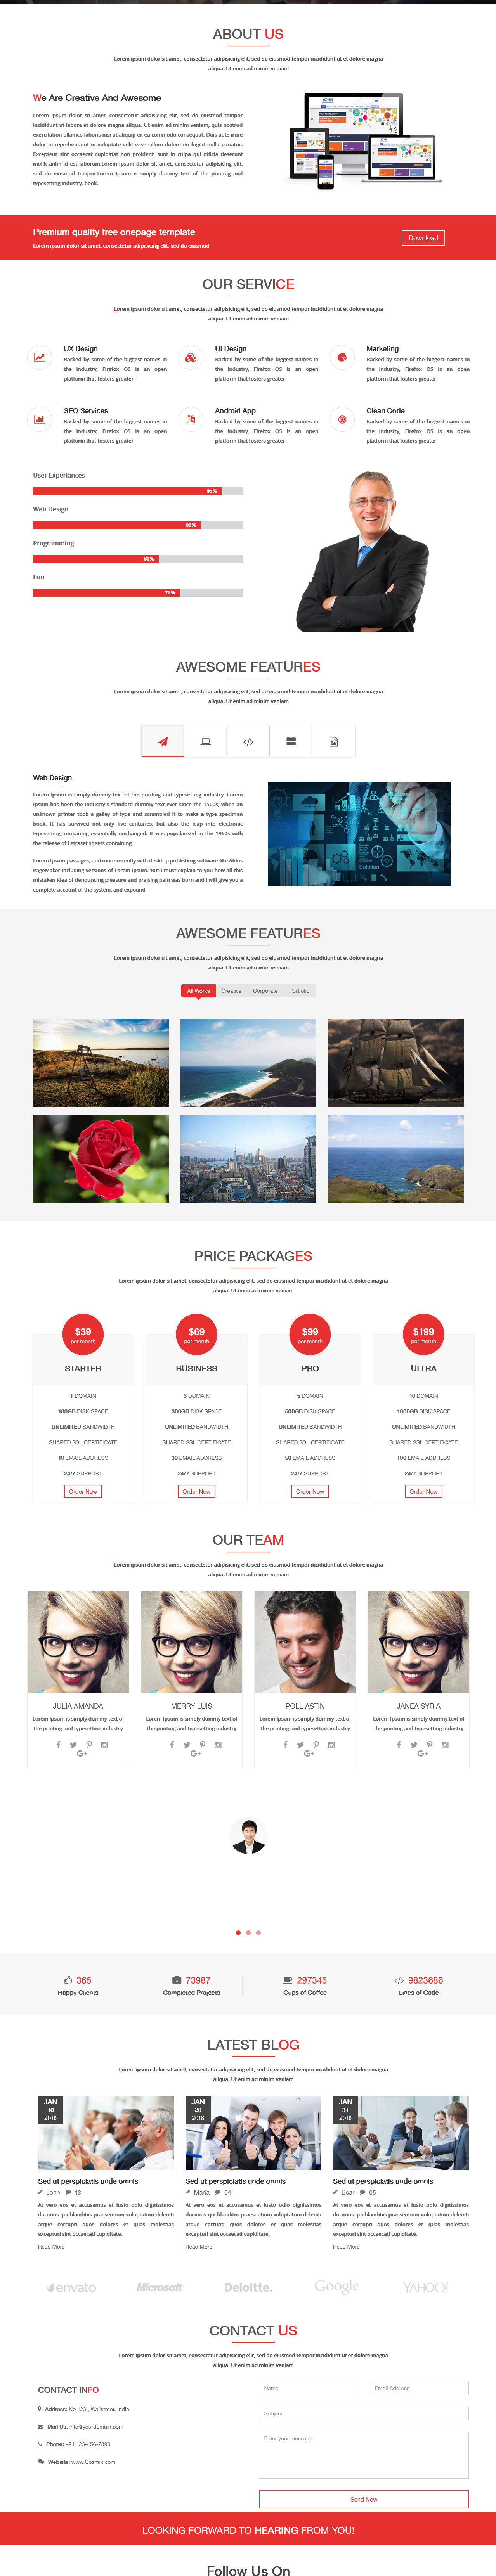 ABOUT US
Lorem ipsum dolor sit amet, consectetur adipisicing elit, sed do eiusmod tempor incididunt ut et dolore magna
aliqua. Ut enim ad minim veniam
We Are Creative And Awesome
Lorem ipsum dolor sit amet, consectetur adipisicing elit, sed do eiusmod tempor
incididunt ut labore et dolore magna aliqua. Ut enim ad minim veniam, quis nostrud
exercitation ullamco laboris nisi ut aliquip ex ea commodo consequat. Duis aute irure
dolor in reprehenderit in voluptate velit esse cillum dolore eu fugiat nulla pariatur.
Excepteur sint occaecat cupidatat non proident, sunt in culpa qui officia deserunt
mollit anim id est laborum.Lorem ipsum dolor sit amet, consectetur adipisicing elit,
sed do eiusmod tempor.Lorem Ipsum is simply dummy text of the printing and
typesetting industry. book.
Premium quality free onepage template
Lorem ipsum dolor sit amet, consectetur adipisicing elit, sed do eiusmod
Download
OUR SERVICE
Lorem ipsum dolor sit amet, consectetur adipisicing elit, sed do eiusmod tempor incididunt ut et dolore magna
aliqua. Ut enim ad minim veniam
UX Design
Backed by some of the biggest names in
the industry, Firefox OS is an open
platform that fosters greater
UI Design
Backed by some of the biggest names in
the industry, Firefox OS is an open
platform that fosters greater
Marketing
Backed by some of the biggest names in
the industry, Firefox OS is an open
platform that fosters greater
SEO Services
Backed by some of the biggest names in
the industry, Firefox OS is an open
platform that fosters greater
Android App
Backed by some of the biggest names in
the industry, Firefox OS is an open
platform that fosters greater
Clean Code
Backed by some of the biggest names in
the industry, Firefox OS is an open
platform that fosters greater
User Experiances
95%
Web Design
80%
Programming
60%
Fun
70%
AWESOME FEATURES
Lorem ipsum dolor sit amet, consectetur adipisicing elit, sed do eiusmod tempor incididunt ut et dolore magna
aliqua. Ut enim ad minim veniam
Web Design
Lorem Ipsum is simply dummy text of the printing and typesetting industry. Lorem
Ipsum has been the industry's standard dummy text ever since the 1500s, when an
unknown printer took a galley of type and scrambled it to make a type specimen
book. It has survived not only five centuries, but also the leap into electronic
typesetting, remaining essentially unchanged. It was popularised in the 1960s with
the release of Letraset sheets containing
Lorem Ipsum passages, and more recently with desktop publishing software like Aldus
PageMaker including versions of Lorem Ipsum."But I must explain to you how all this
mistaken idea of denouncing pleasure and praising pain was born and I will give you a
complete account of the system, and expound
AWESOME FEATURES
Lorem ipsum dolor sit amet, consectetur adipisicing elit, sed do eiusmod tempor incididunt ut et dolore magna
aliqua. Ut enim ad minim veniam
All Works Creative Corporate Portfolio
PRICE PACKAGES
Lorem ipsum dolor sit amet, consectetur adipisicing elit, sed do eiusmod tempor incididunt ut et dolore magna
aliqua. Ut enim ad minim veniam
$39
per month
STARTER
1 DOMAIN
100GB DISK SPACE
UNLIMITED BANDWIDTH
SHARED SSL CERTIFICATE
10 EMAIL ADDRESS
24/7 SUPPORT
Order Now
$69
per month
BUSINESS
3 DOMAIN
300GB DISK SPACE
UNLIMITED BANDWIDTH
SHARED SSL CERTIFICATE
30 EMAIL ADDRESS
24/7 SUPPORT
Order Now
$99
per month
PRO
5 DOMAIN
500GB DISK SPACE
UNLIMITED BANDWIDTH
SHARED SSL CERTIFICATE
50 EMAIL ADDRESS
24/7 SUPPORT
Order Now
$199
per month
ULTRA
10 DOMAIN
1000GB DISK SPACE
UNLIMITED BANDWIDTH
SHARED SSL CERTIFICATE
100 EMAIL ADDRESS
24/7 SUPPORT
Order Now
OUR TEAM
Lorem ipsum dolor sit amet, consectetur adipisicing elit, sed do eiusmod tempor incididunt ut et dolore magna
aliqua. Ut enim ad minim veniam
JULIA AMANDA
Lorem Ipsum is simply dummy text of
the printing and typesetting industry
MERRY LUIS
Lorem Ipsum is simply dummy text of
the printing and typesetting industry
POLL ASTIN
Lorem Ipsum is simply dummy text of
the printing and typesetting industry
JANEA SYRIA
Lorem Ipsum is simply dummy text of
the printing and typesetting industry
365
Happy Clients
73987
Completed Projects
297345
Cups of Coffee
9823686
Lines of Code
LATEST BLOG
Lorem ipsum dolor sit amet, consectetur adipisicing elit, sed do eiusmod tempor incididunt ut et dolore magna
aliqua. Ut enim ad minim veniam
JAN
10
2016
Sed ut perspiciatis unde omnis
John 13
At vero eos et accusamus et iusto odio dignissimos
ducimus qui blanditiis praesentium voluptatum deleniti
atque corrupti quos dolores et quas molestias
excepturi sint occaecati cupiditate.
Read More
JAN
20
2016
Sed ut perspiciatis unde omnis
Maria 04
At vero eos et accusamus et iusto odio dignissimos
ducimus qui blanditiis praesentium voluptatum deleniti
atque corrupti quos dolores et quas molestias
excepturi sint occaecati cupiditate.
Read More
JAN
31
2016
Sed ut perspiciatis unde omnis
Bear 05
At vero eos et accusamus et iusto odio dignissimos
ducimus qui blanditiis praesentium voluptatum deleniti
atque corrupti quos dolores et quas molestias
excepturi sint occaecati cupiditate.
Read More
envato Microsoft Deloitte. Google YAHOO!
CONTACT US
Lorem ipsum dolor sit amet, consectetur adipisicing elit, sed do eiusmod tempor incididunt ut et dolore magna
aliqua. Ut enim ad minim veniam
CONTACT INFO
Address: No.123 , Wallstreet, India
Mail Us: Info@yourdomain.com
Phone: +91 123-456-7890
Website: www.Cosmix.com
Name
Email Address
Subject
Enter your message
Send Now
LOOKING FORWARD TO HEARING FROM YOU!
Follow Us On